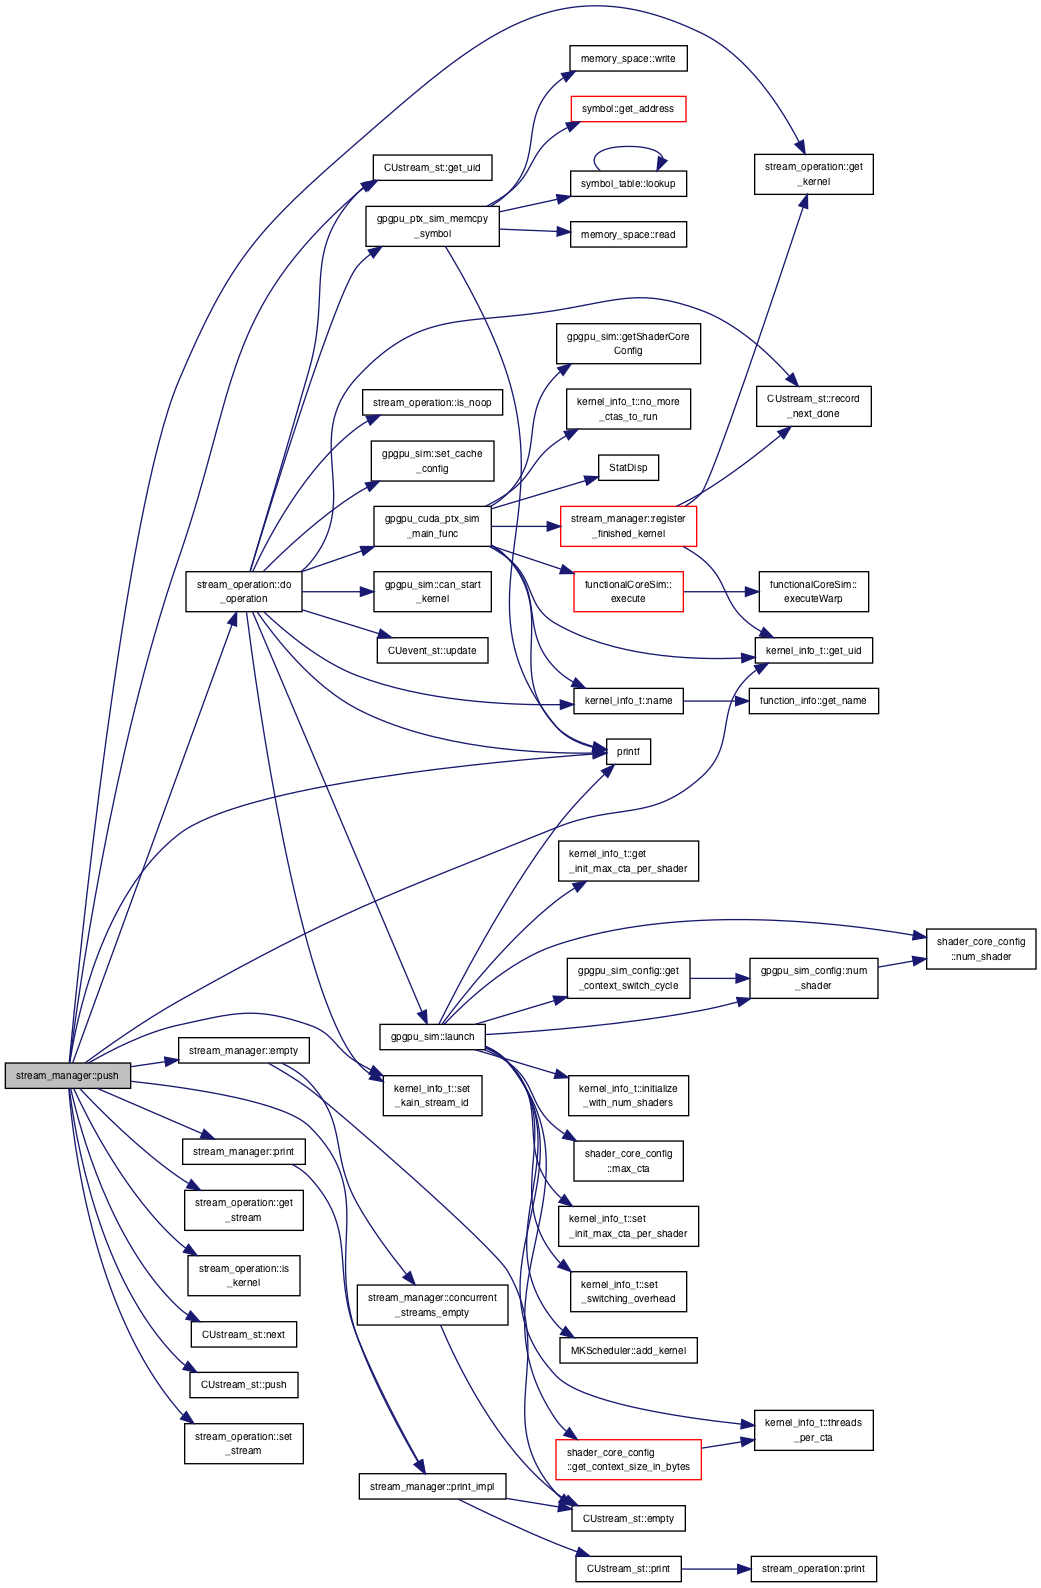 memory_space::write
symbol::get_address
CUstream_st::get_uid
stream_operation::get
_kernel
symbol_table::lookup
gpgpu_ptx_sim_memcpy
_symbol
memory_space::read
gpgpu_sim::getShaderCore
Config
stream_operation::is_noop
kernel_info_t::no_more
_ctas_to_run
CUstream_st::record
_next_done
gpgpu_sim::set_cache
_config
StatDisp
gpgpu_cuda_ptx_sim
_main_func
stream_manager::register
_finished_kernel
stream_operation::do
_operation
gpgpu_sim::can_start
_kernel
functionalCoreSim::
execute
functionalCoreSim::
executeWarp
CUevent_st::update
kernel_info_t::get_uid
kernel_info_t::name
function_info::get_name
printf
kernel_info_t::get
_init_max_cta_per_shader
shader_core_config
::num_shader
gpgpu_sim_config::get
_context_switch_cycle
gpgpu_sim_config::num
_shader
gpgpu_sim::launch
stream_manager::empty
stream_manager::push
kernel_info_t::set
_kain_stream_id
kernel_info_t::initialize
_with_num_shaders
stream_manager::print
shader_core_config
::max_cta
stream_operation::get
_stream
kernel_info_t::set
_init_max_cta_per_shader
stream_operation::is
_kernel
kernel_info_t::set
_switching_overhead
stream_manager::concurrent
_streams_empty
CUstream_st::next
MKScheduler::add_kernel
CUstream_st::push
kernel_info_t::threads
_per_cta
stream_operation::set
_stream
shader_core_config
::get_context_size_in_bytes
stream_manager::print_impl
CUstream_st::empty
CUstream_st::print
stream_operation::print